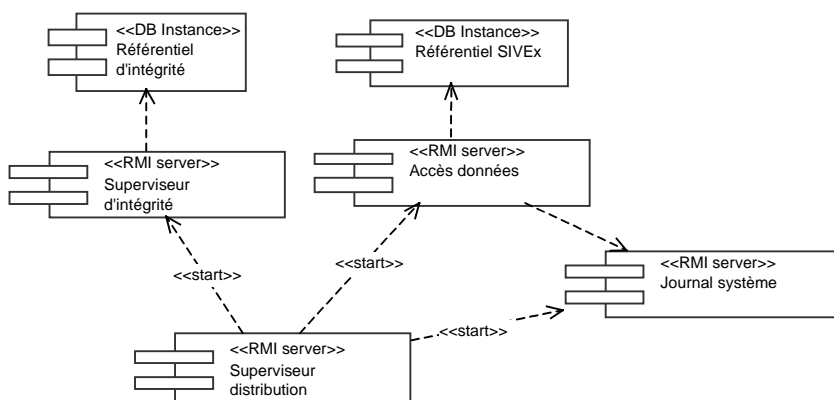 <<DB Instance>>
Référentiel
d'intégrité
<<DB Instance>>
Référentiel SIVEx
<<RMI server>>
Superviseur
d'intégrité
<<RMI server>>
Accès données
<<start>>
<<start>>
<<RMI server>>
Journal système
<<start>>
<<RMI server>>
Superviseur
distribution